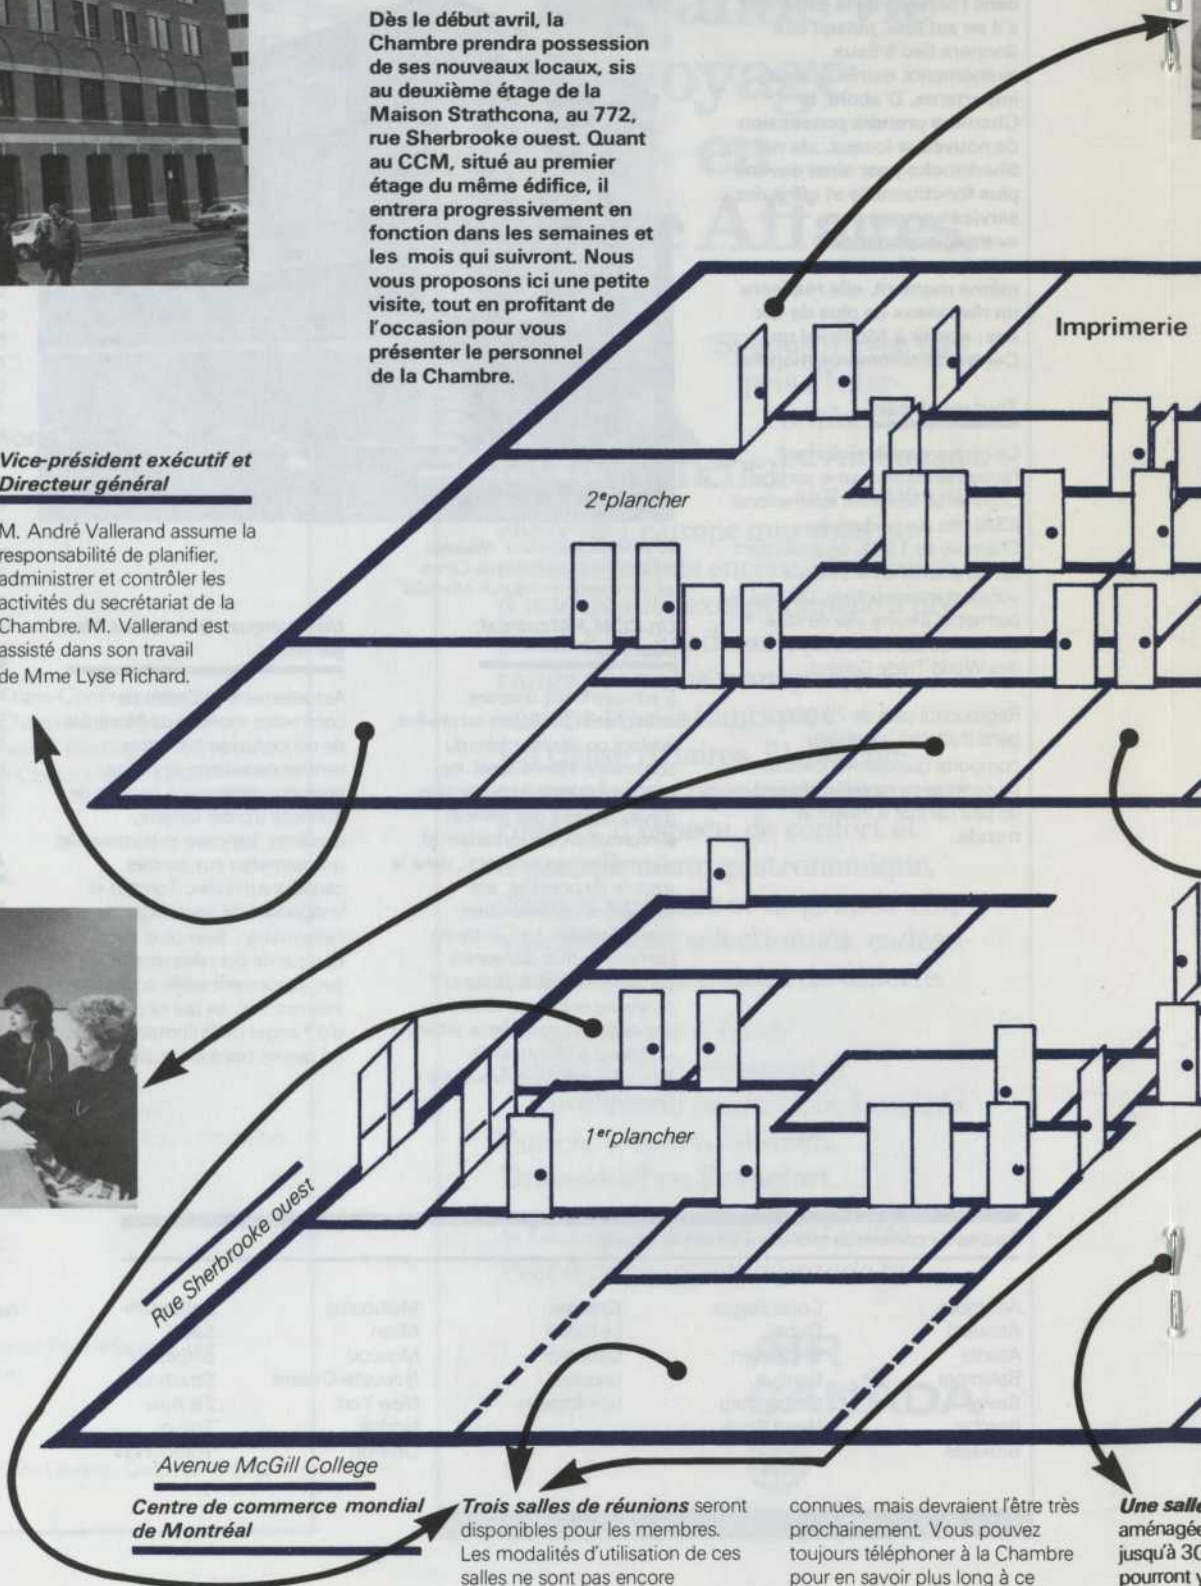 Dès le début avril, la
Chambre prendra possession
de ses nouveaux locaux, sis
au deuxième étage de la
Maison Strathcona, au 772,
rue Sherbrooke ouest. Quant
au CCM, situé au premier
étage du même édifice, il
entrera progressivement en
fonction dans les semaines et
les mois qui suivront. Nous
vous proposons ici une petite
visite, tout en profitant de
l'occasion pour vous
présenter le personnel
de la Chambre.
Imprimerie
Vice-président exécutif et
Directeur général
M. André Vallerand assume la
responsabilité de planifier,
administrer et contrôler les
activités du secrétariat de la
Chambre. M. Vallerand est
assisté dans son travail
de Mme Lyse Richard.
2e plancher
1er plancher
Rue Sherbrooke ouest
Avenue McGill College
Centre de commerce mondial
de Montréal
Trois salles de réunions seront
disponibles pour les membres.
Les modalités d'utilisation de ces
salles ne sont pas encore
connues, mais devraient l'être très
prochainement. Vous pouvez
toujours téléphoner à la Chambre
pour en savoir plus long à ce
Une salle
aménagée
jusqu'à 30
pourront